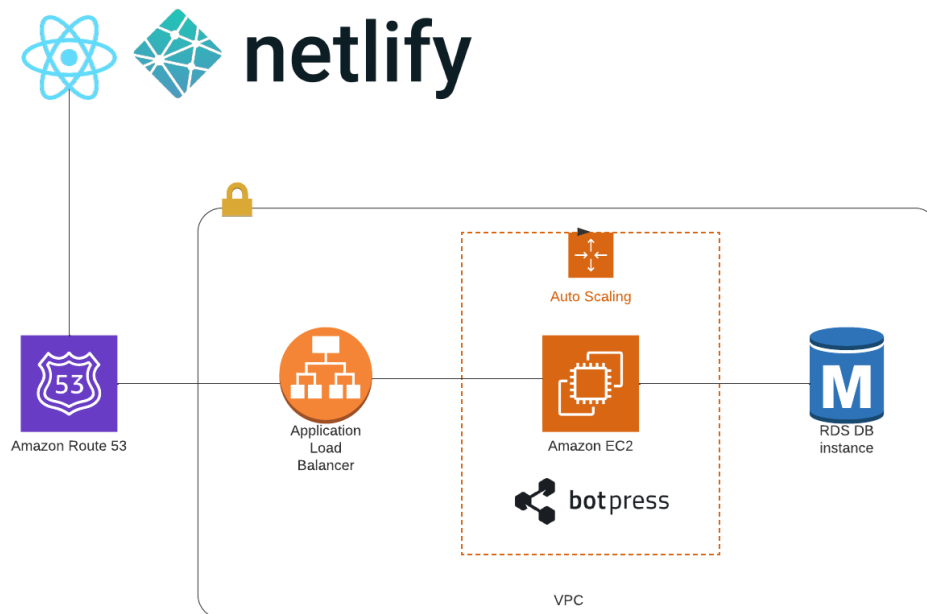 netlify
Auto Scaling
53
M
Amazon Route 53
Application
Load
Balancer
Amazon EC2
RDS DB
instance
botpress
VPC